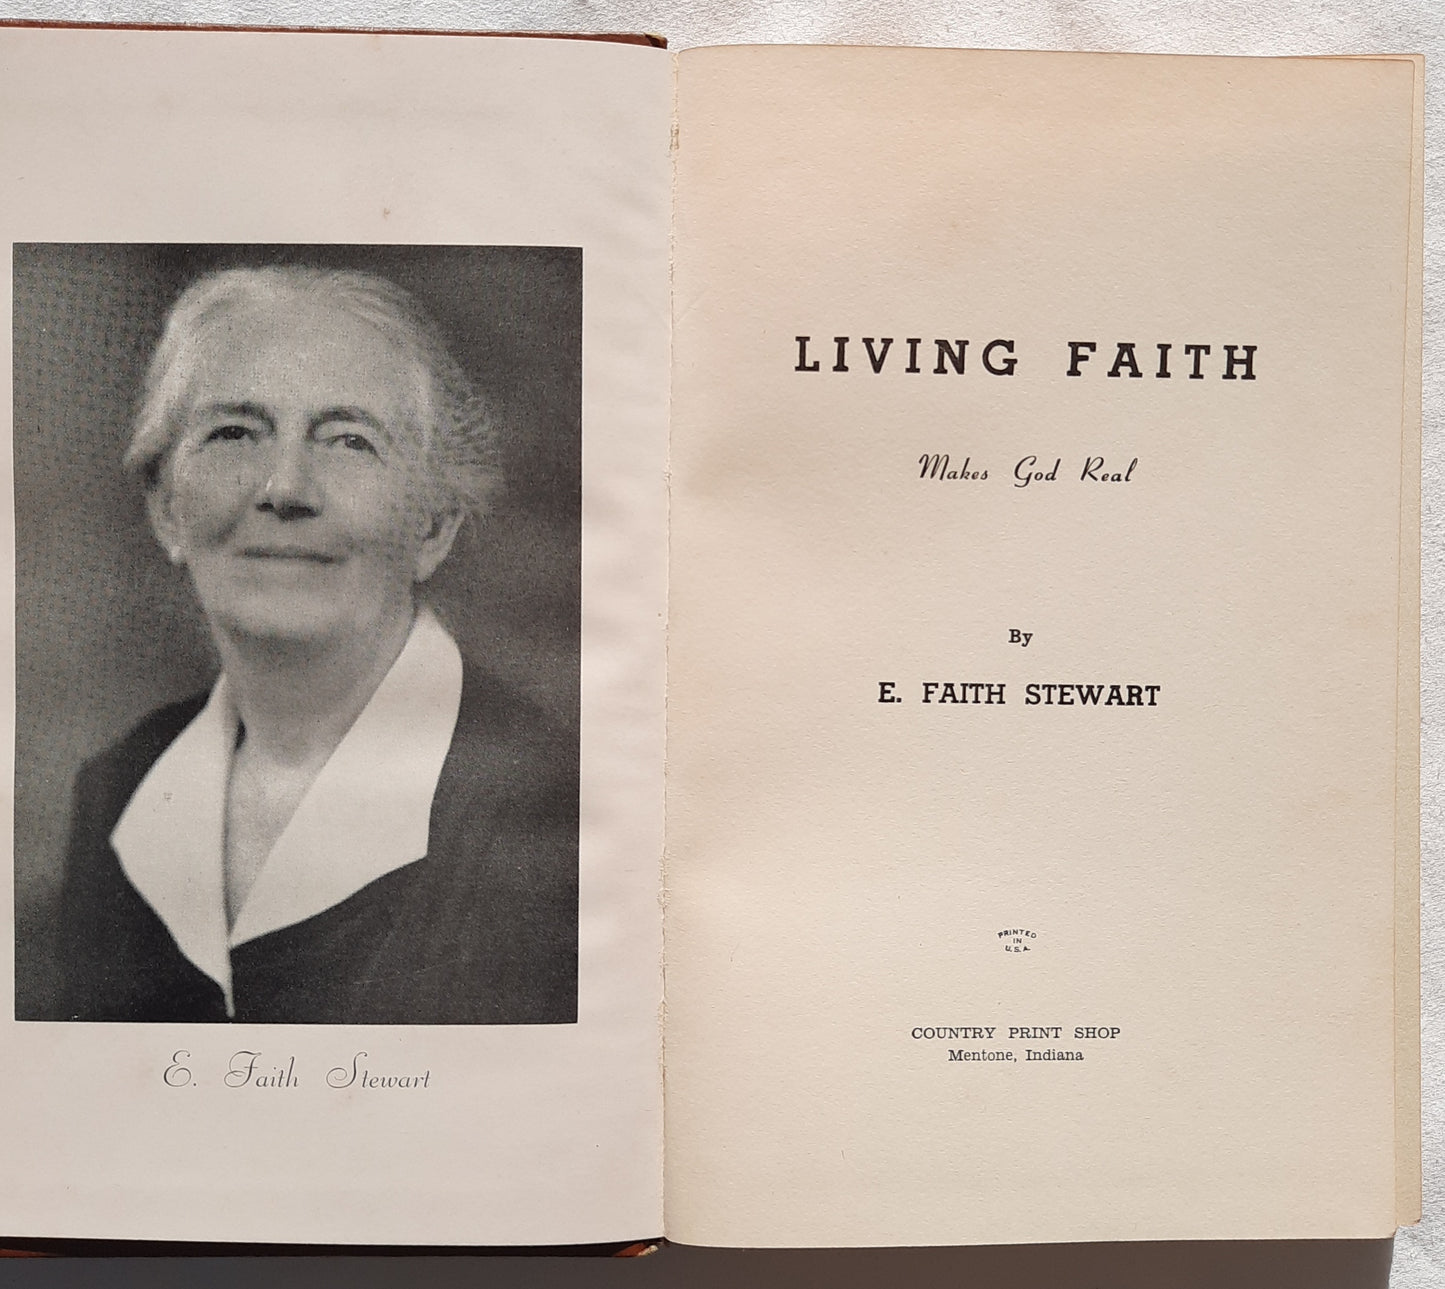 E. Faith Stewart
LIVING FAITH
Makes God Real
By
E. FAITH STEWART
PRINTED
IN
U.S.A.
COUNTRY PRINT SHOP
Mentone, Indiana